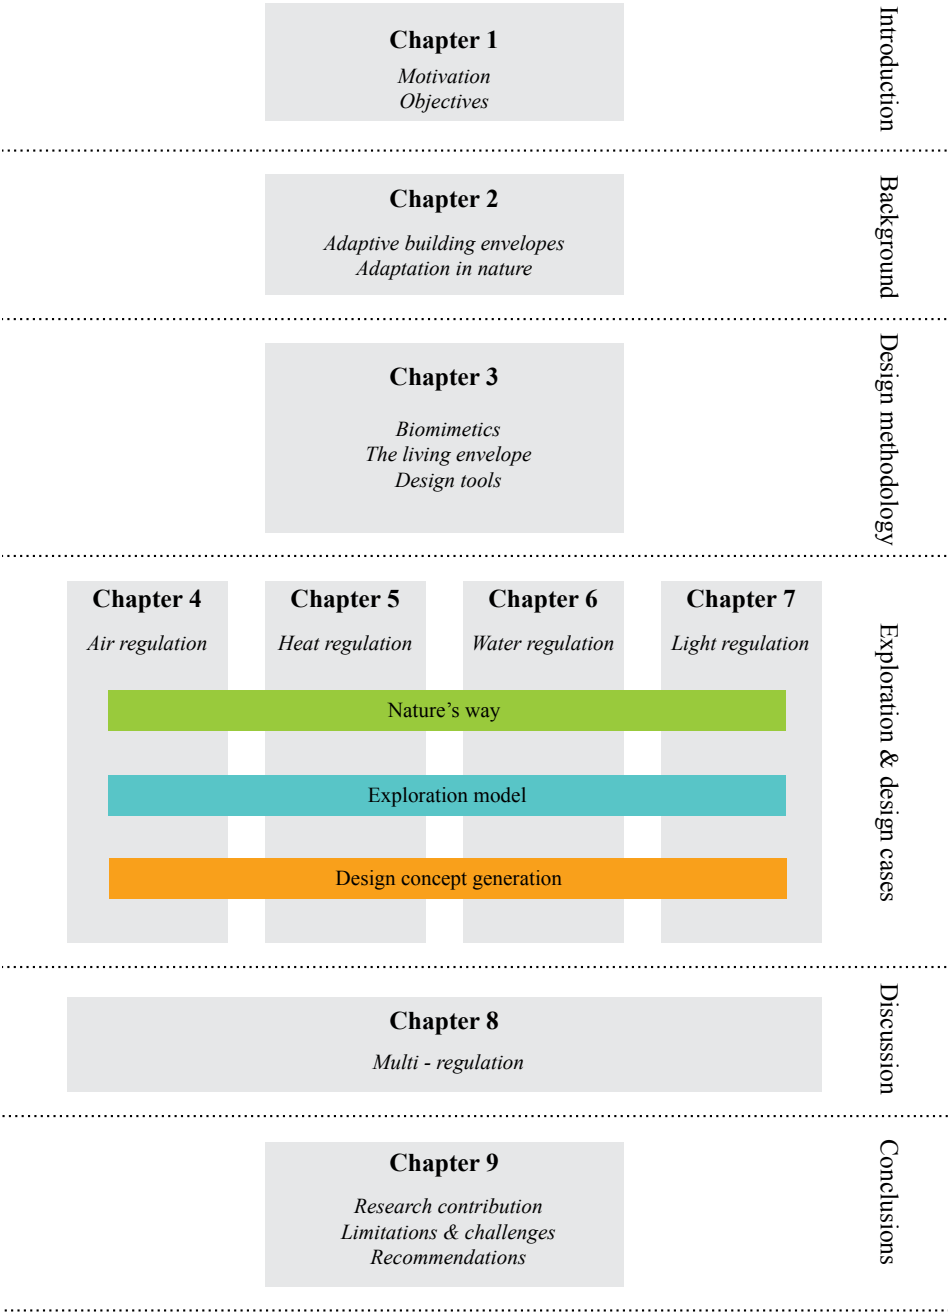 Chapter 1
Motivation
Objectives
Introduction
Chapter 2
Adaptive building envelopes
Adaptation in nature
Background
Chapter 3
Biomimetics
The living envelope
Design tools
Design methodology
Chapter 4
Air regulation
Chapter 5
Heat regulation
Chapter 6
Water regulation
Chapter 7
Light regulation
Nature’s way
Exploration model
Design concept generation
Exploration & design cases
Chapter 8
Multi - regulation
Discussion
Chapter 9
Research contribution
Limitations & challenges
Recommendations
Conclusions